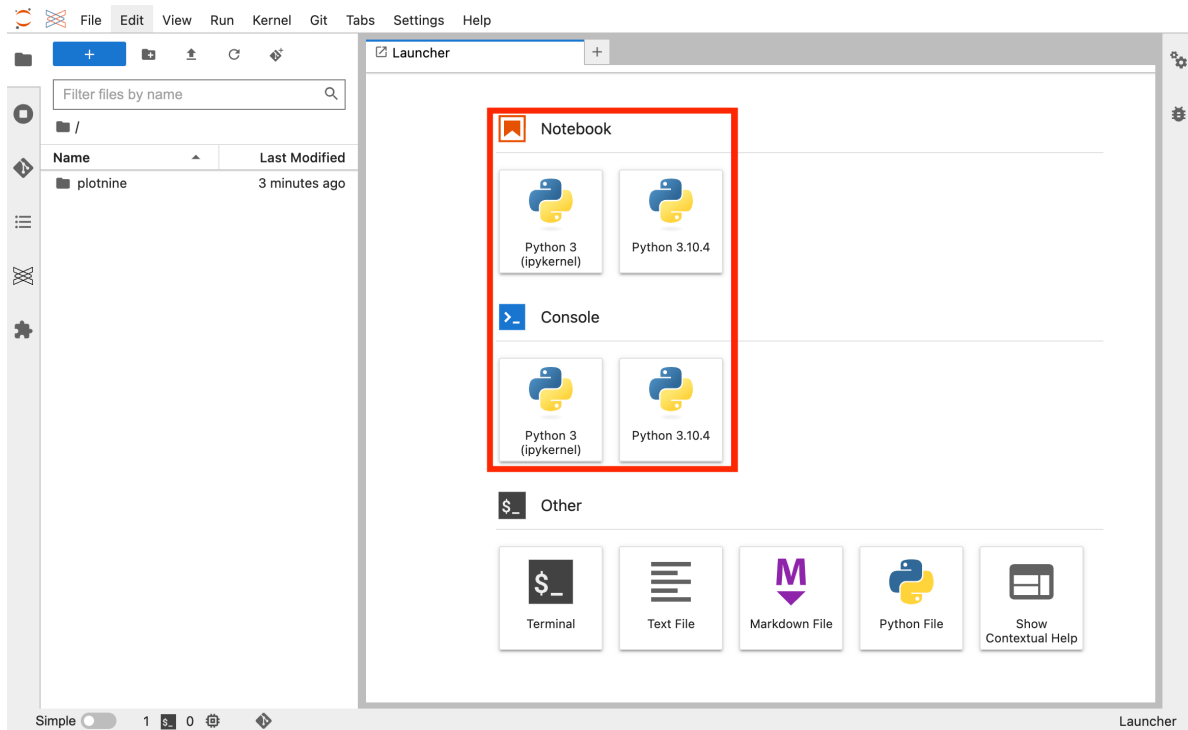 File Edit View Run Kernel Git Tabs Settings Help
+
Launcher
+
Filter files by name
/
Name Last Modified
plotnine 3 minutes ago
Notebook
Python 3
(ipykernel)
Python 3.10.4
>_ Console
Python 3
(ipykernel)
Python 3.10.4
$_ Other
$_
Terminal
Text File
M
Markdown File
Python File
Show
Contextual Help
Simple 1 $_ 0
Launcher